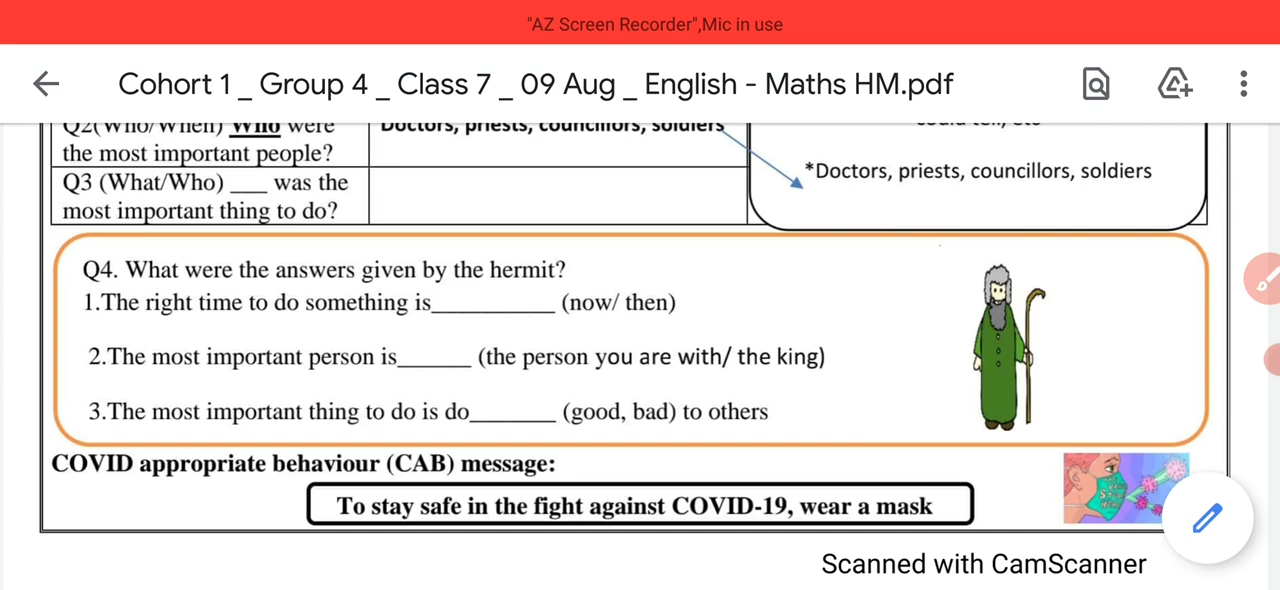 "AZ Screen Recorder",Mic in use
Cohort 1 _ Group 4 _ Class 7 _ 09 Aug _ English - Maths HM.pdf
Q2(Who/When) Who were
the most important people?
Doctors, priests, councillors, soldiers
*Doctors, priests, councillors, soldiers
Q3 (What/Who) ___ was the
most important thing to do?
Q4. What were the answers given by the hermit?
1.The right time to do something is__________ (now/ then)
2.The most important person is______ (the person you are with/ the king)
3.The most important thing to do is do_______ (good, bad) to others
COVID appropriate behaviour (CAB) message:
To stay safe in the fight against COVID-19, wear a mask
Scanned with CamScanner